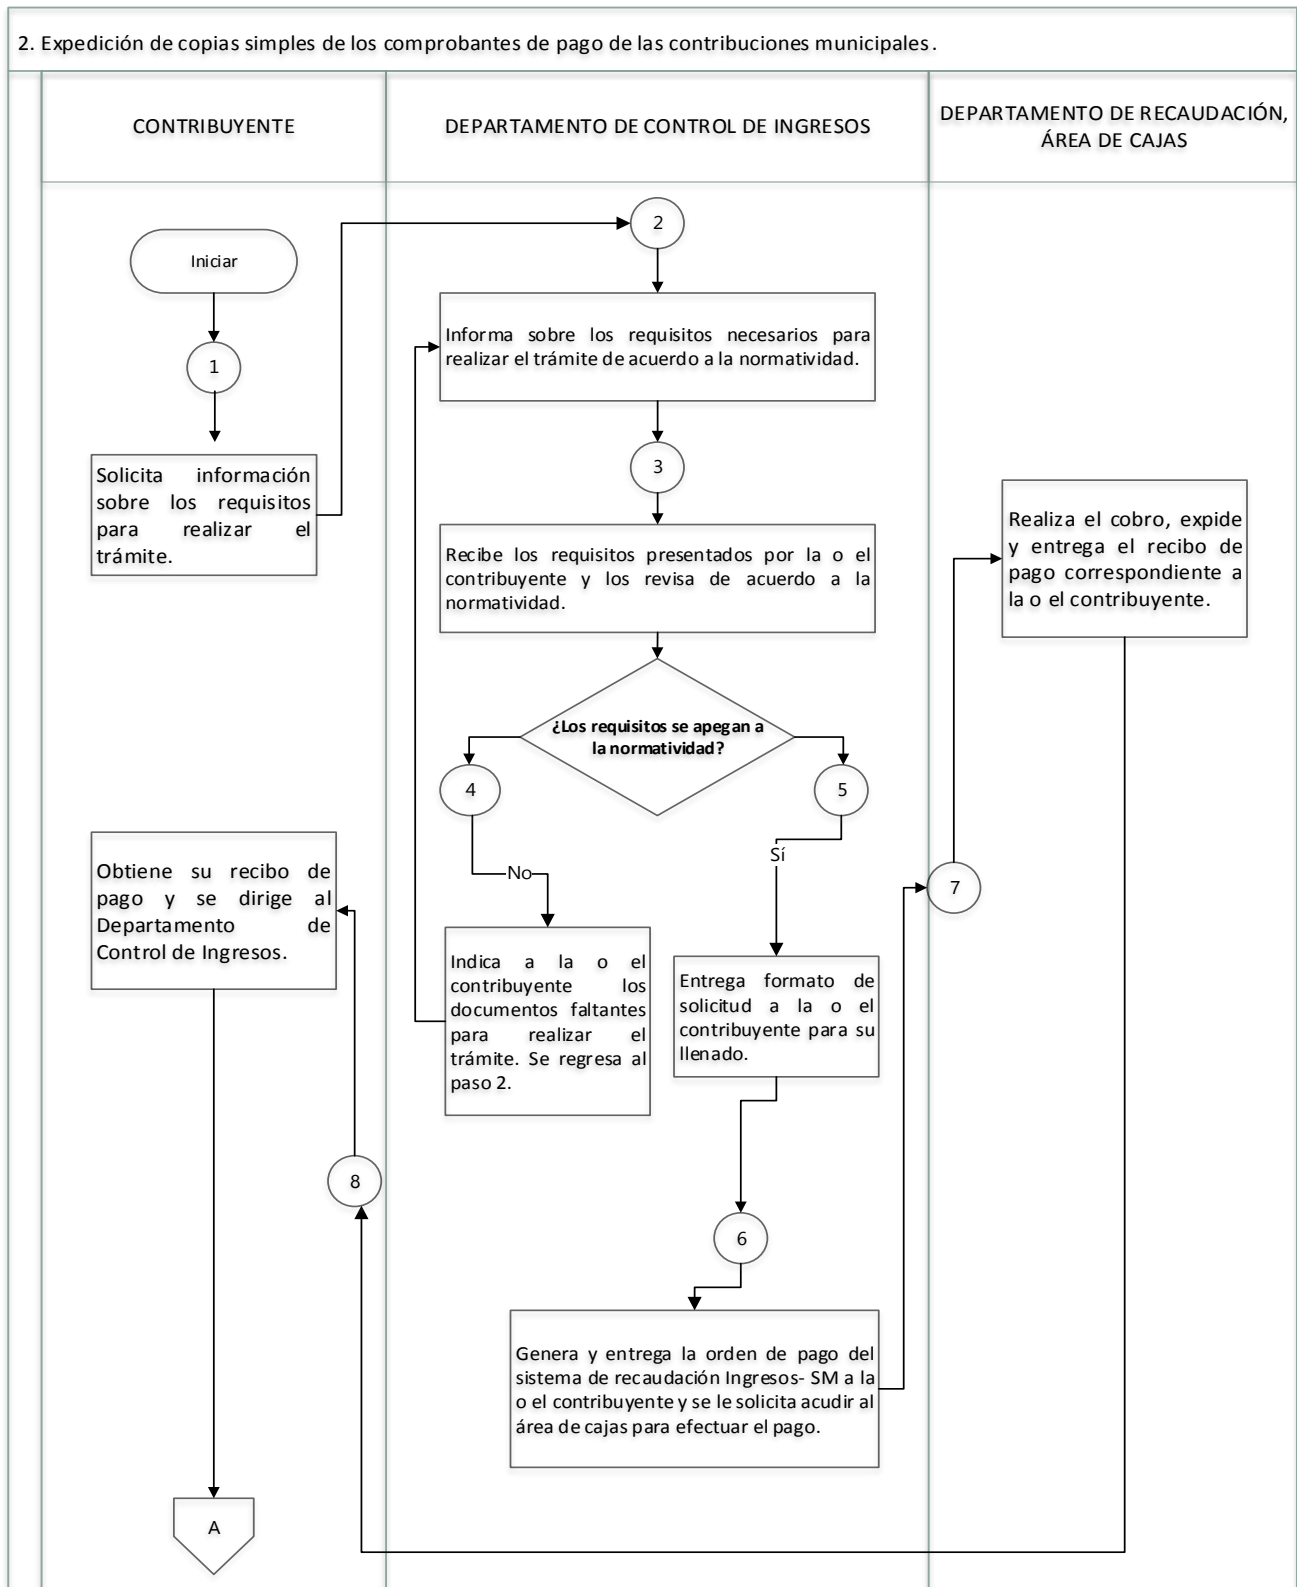 2. Expedición de copias simples de los comprobantes de pago de las contribuciones municipales.
CONTRIBUYENTE
DEPARTAMENTO DE CONTROL DE INGRESOS
DEPARTAMENTO DE RECAUDACIÓN,
ÁREA DE CAJAS
Iniciar
1
Solicita información
sobre los requisitos
para realizar el
trámite.
2
Informa sobre los requisitos necesarios para
realizar el trámite de acuerdo a la normatividad.
3
Recibe los requisitos presentados por la o el
contribuyente y los revisa de acuerdo a la
normatividad.
¿Los requisitos se apegan a
la normatividad?
4
No
Indica a la o el
contribuyente los
documentos faltantes
para realizar el
trámite. Se regresa al
paso 2.
5
Sí
Entrega formato de
solicitud a la o el
contribuyente para su
llenado.
6
Genera y entrega la orden de pago del
sistema de recaudación Ingresos- SM a la
o el contribuyente y se le solicita acudir al
área de cajas para efectuar el pago.
7
Realiza el cobro, expide
y entrega el recibo de
pago correspondiente a
la o el contribuyente.
8
Obtiene su recibo de
pago y se dirige al
Departamento de
Control de Ingresos.
A